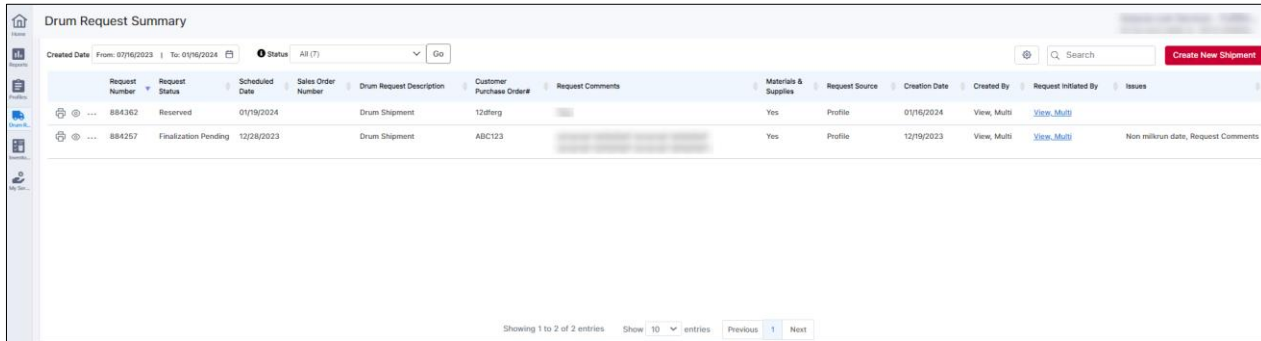 Drum Request Summary
Home
Reports
Profiles
Drum R...
Inventc...
My Ser...
Created Date From: 07/16/2023 | To: 01/16/2024 Status All (7) Go Search Create New Shipment
Request Number Request Status Scheduled Date Sales Order Number Drum Request Description Customer Purchase Order# Request Comments Materials & Supplies Request Source Creation Date Created By Request Initiated By Issues
... 884362 Reserved 01/19/2024 Drum Shipment 12dferg Yes Profile 01/16/2024 View, Multi View, Multi
... 884257 Finalization Pending 12/28/2023 Drum Shipment ABC123 Yes Profile 12/19/2023 View, Multi View, Multi Non milkrun date, Request Comments
Showing 1 to 2 of 2 entries Show 10 entries Previous 1 Next